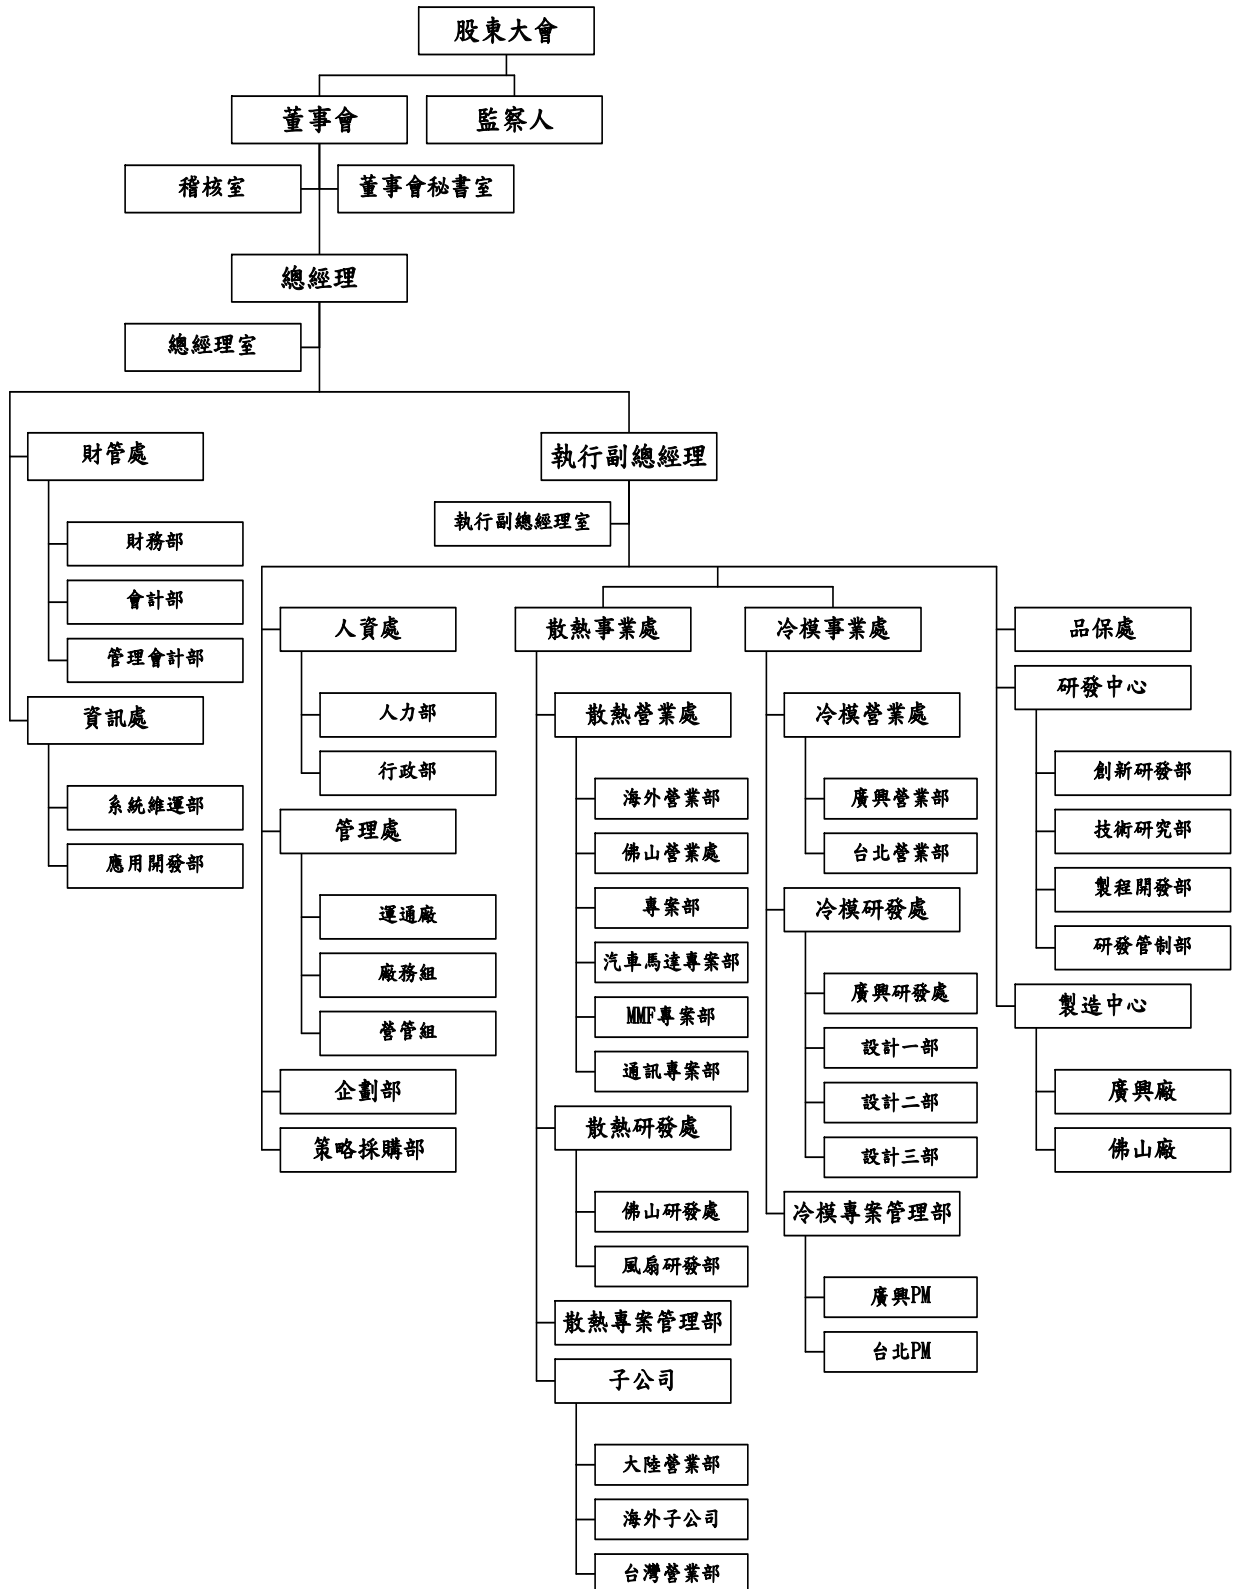 股東大會
董事會
監察人
稽核室
董事會秘書室
總經理
總經理室
財管處
財務部
會計部
管理會計部
資訊處
系統維運部
應用開發部
執行副總經理
執行副總經理室
人資處
人力部
行政部
管理處
運通廠
廠務組
營管組
企劃部
策略採購部
散熱事業處
散熱營業處
海外營業部
佛山營業處
專案部
汽車馬達專案部
MMF專案部
通訊專案部
散熱研發處
佛山研發處
風扇研發部
散熱專案管理部
子公司
大陸營業部
海外子公司
台灣營業部
冷模事業處
冷模營業處
廣興營業部
台北營業部
冷模研發處
廣興研發處
設計一部
設計二部
設計三部
冷模專案管理部
廣興PM
台北PM
品保處
研發中心
創新研發部
技術研究部
製程開發部
研發管制部
製造中心
廣興廠
佛山廠